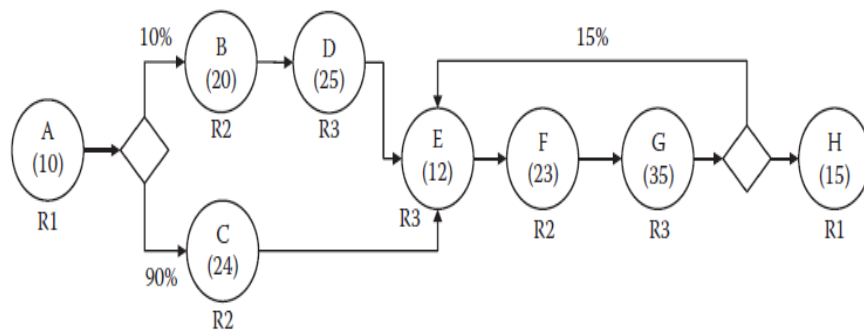 10%
B
(20)
R2
D
(25)
R3
15%
A
(10)
R1
E
(12)
R3
F
(23)
R2
G
(35)
R3
H
(15)
R1
90%
C
(24)
R2